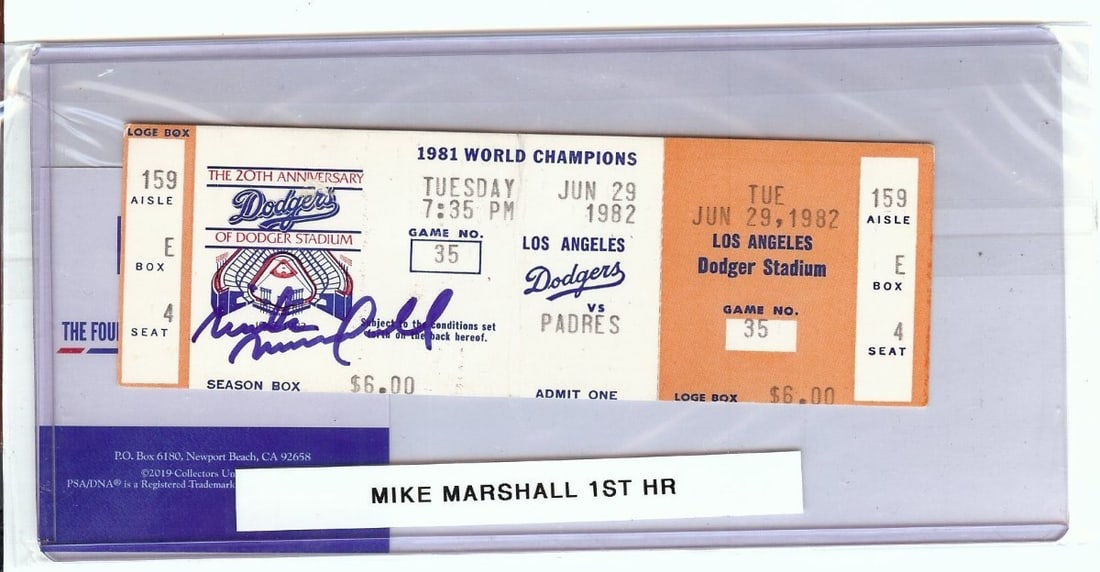 LOGE BOX
159
AISLE
E
BOX
4
SEAT
THE 20TH ANNIVERSARY
Dodgers
OF DODGER STADIUM
SEASON BOX
$6.00
1981 WORLD CHAMPIONS
TUESDAY JUN 29
7:35 PM 1982
GAME NO.
35
LOS ANGELES
Dodgers
VS
PADRES
Subject to the conditions set
forth on the back hereof.
ADMIT ONE
TUE
JUN 29,1982
LOS ANGELES
Dodger Stadium
GAME NO.
35
LOGE BOX $6.00
159
AISLE
E
BOX
4
SEAT
THE FOU
P.O. Box 6180, Newport Beach, CA 92658
©2019 Collectors Un
PSA/DNA® is a Registered Trademark
MIKE MARSHALL 1ST HR